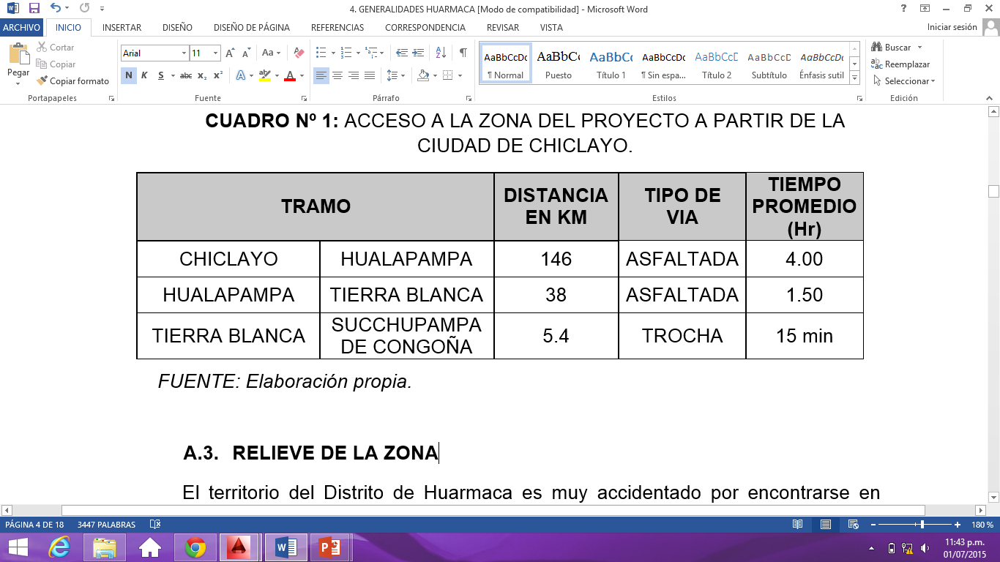 4. GENERALIDADES HUARMACA [Modo de compatibilidad] - Microsoft Word
ARCHIVO INICIO INSERTAR DISEÑO DISEÑO DE PÁGINA REFERENCIAS CORRESPONDENCIA REVISAR VISTA Iniciar sesión
Pegar
Cortar
Copiar
Copiar formato
Portapapeles
Arial 11
Aa
N K S abc x₂ x²
Fuente
Párrafo
AaBbCcDc AaBbC AaBbCc AaBbCcDc AaBbCcD AaBbCcD AaBbCcDc
¶ Normal Puesto Título 1 ¶ Sin espa... Título 2 Subtítulo Énfasis sutil
Estilos
Buscar
Reemplazar
Seleccionar
Edición
CUADRO Nº 1: ACCESO A LA ZONA DEL PROYECTO A PARTIR DE LA
CIUDAD DE CHICLAYO.
TRAMO DISTANCIA EN KM TIPO DE VIA TIEMPO PROMEDIO (Hr)
CHICLAYO HUALAPAMPA 146 ASFALTADA 4.00
HUALAPAMPA TIERRA BLANCA 38 ASFALTADA 1.50
TIERRA BLANCA SUCCHUPAMPA DE CONGOÑA 5.4 TROCHA 15 min
FUENTE: Elaboración propia.
A.3. RELIEVE DE LA ZONA
El territorio del Distrito de Huarmaca es muy accidentado por encontrarse en
PÁGINA 4 DE 18 3447 PALABRAS 180 %
11:43 p.m.
01/07/2015